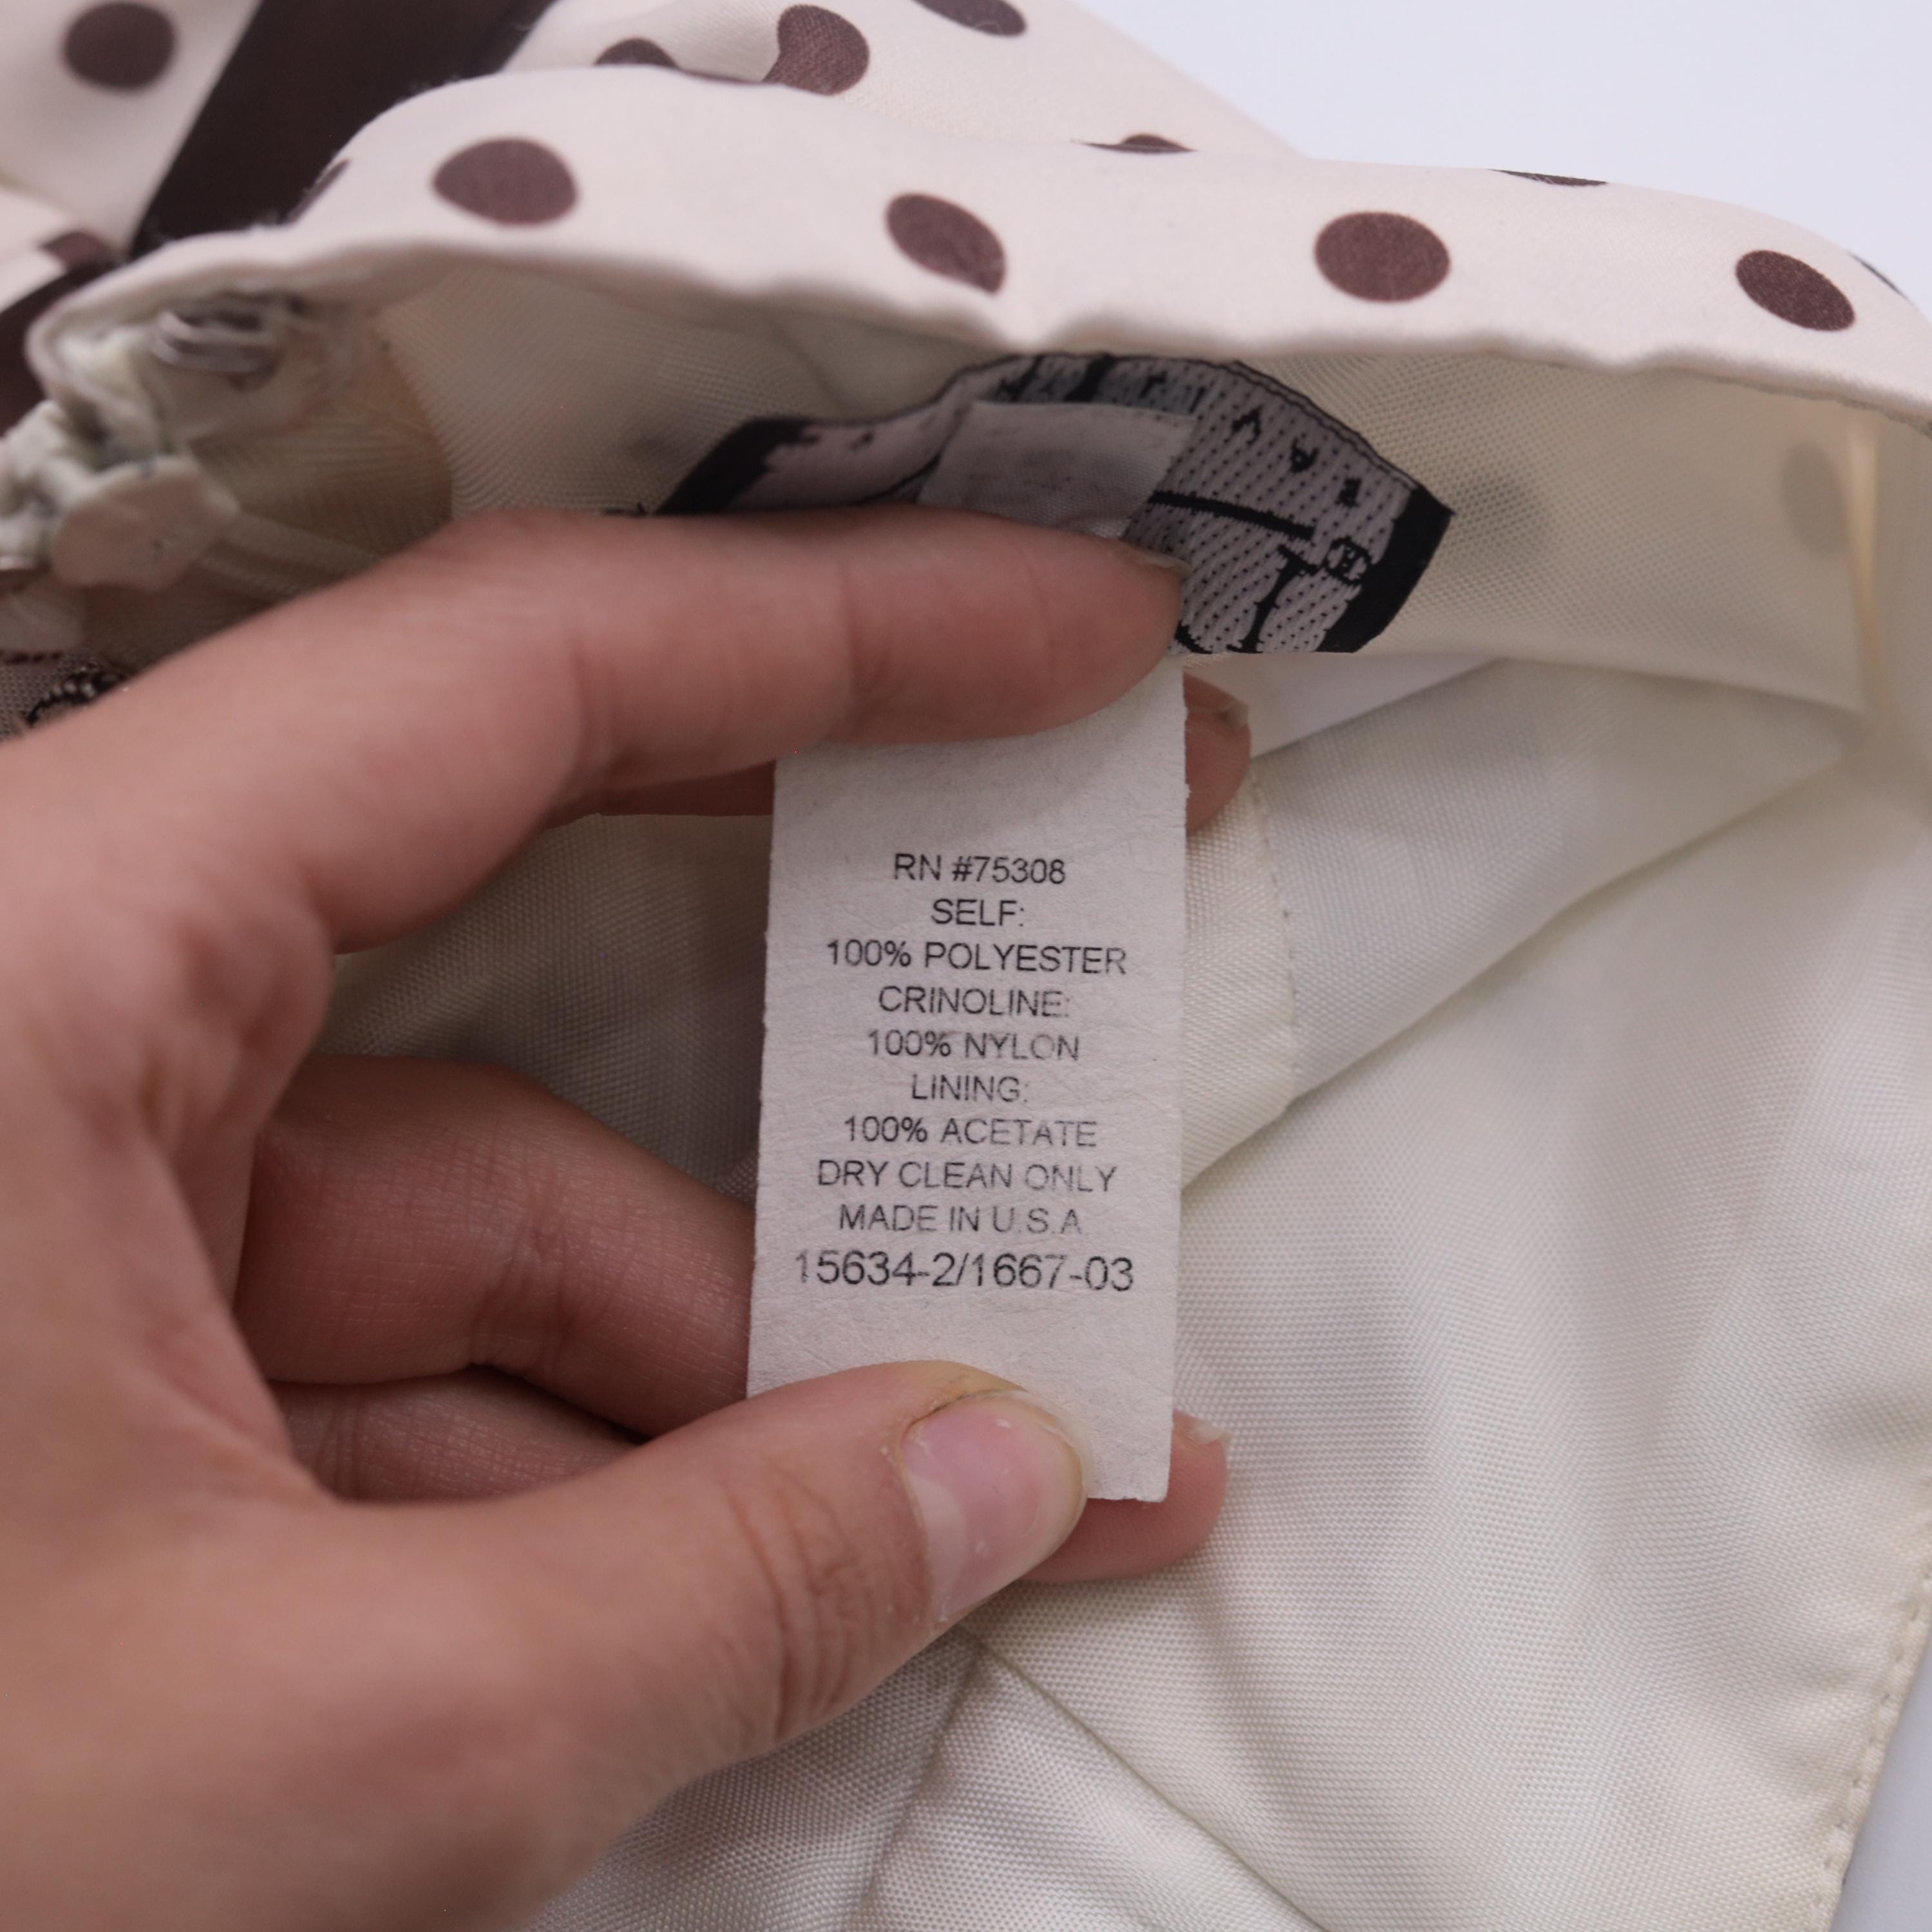 RN #75308
SELF:
100% POLYESTER
CRINOLINE:
100% NYLON
LINING:
100% ACETATE
DRY CLEAN ONLY
MADE IN U.S.A
15634-2/1667-03